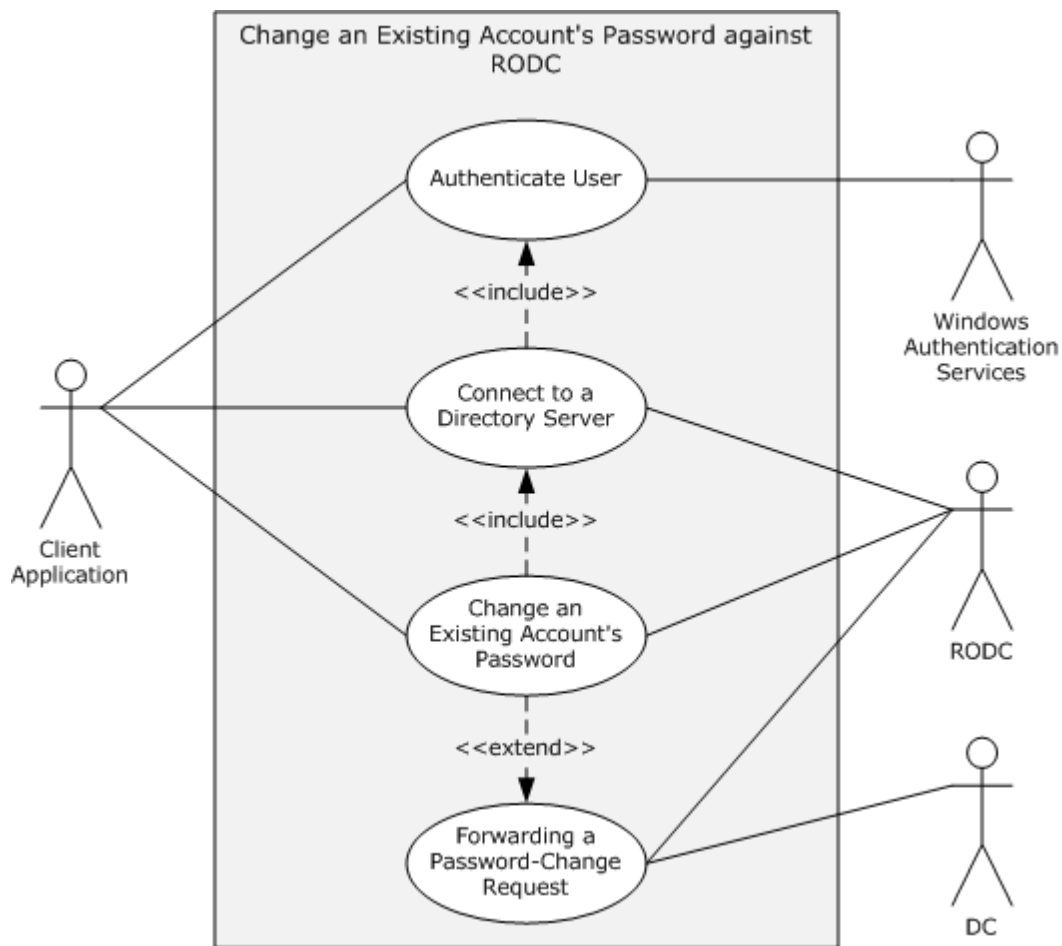 Change an Existing Account's Password against
RODC
Authenticate User
<<include>>
Windows
Authentication
Services
Connect to a
Directory Server
Client
Application
<<include>>
Change an
Existing Account's
Password
RODC
<<extend>>
Forwarding a
Password-Change
Request
DC